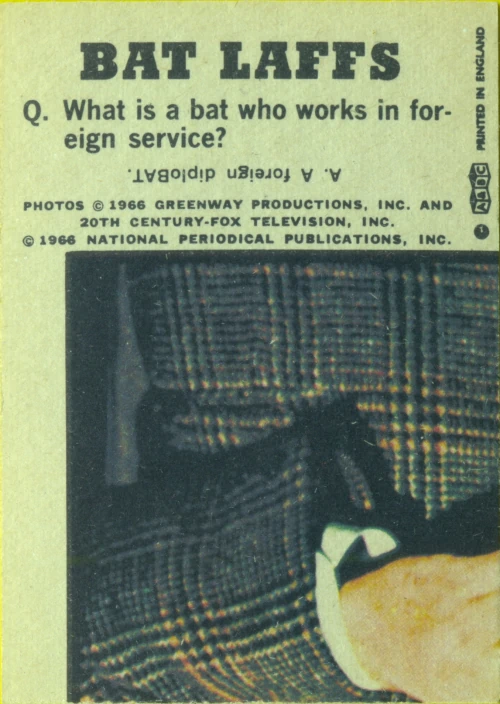 BAT LAFFS
Q. What is a bat who works in for-
eign service?
A. A foreign diploBAT.
PHOTOS © 1966 GREENWAY PRODUCTIONS, INC. AND
20TH CENTURY-FOX TELEVISION, INC.
© 1966 NATIONAL PERIODICAL PUBLICATIONS, INC.
PRINTED IN ENGLAND
A&BC